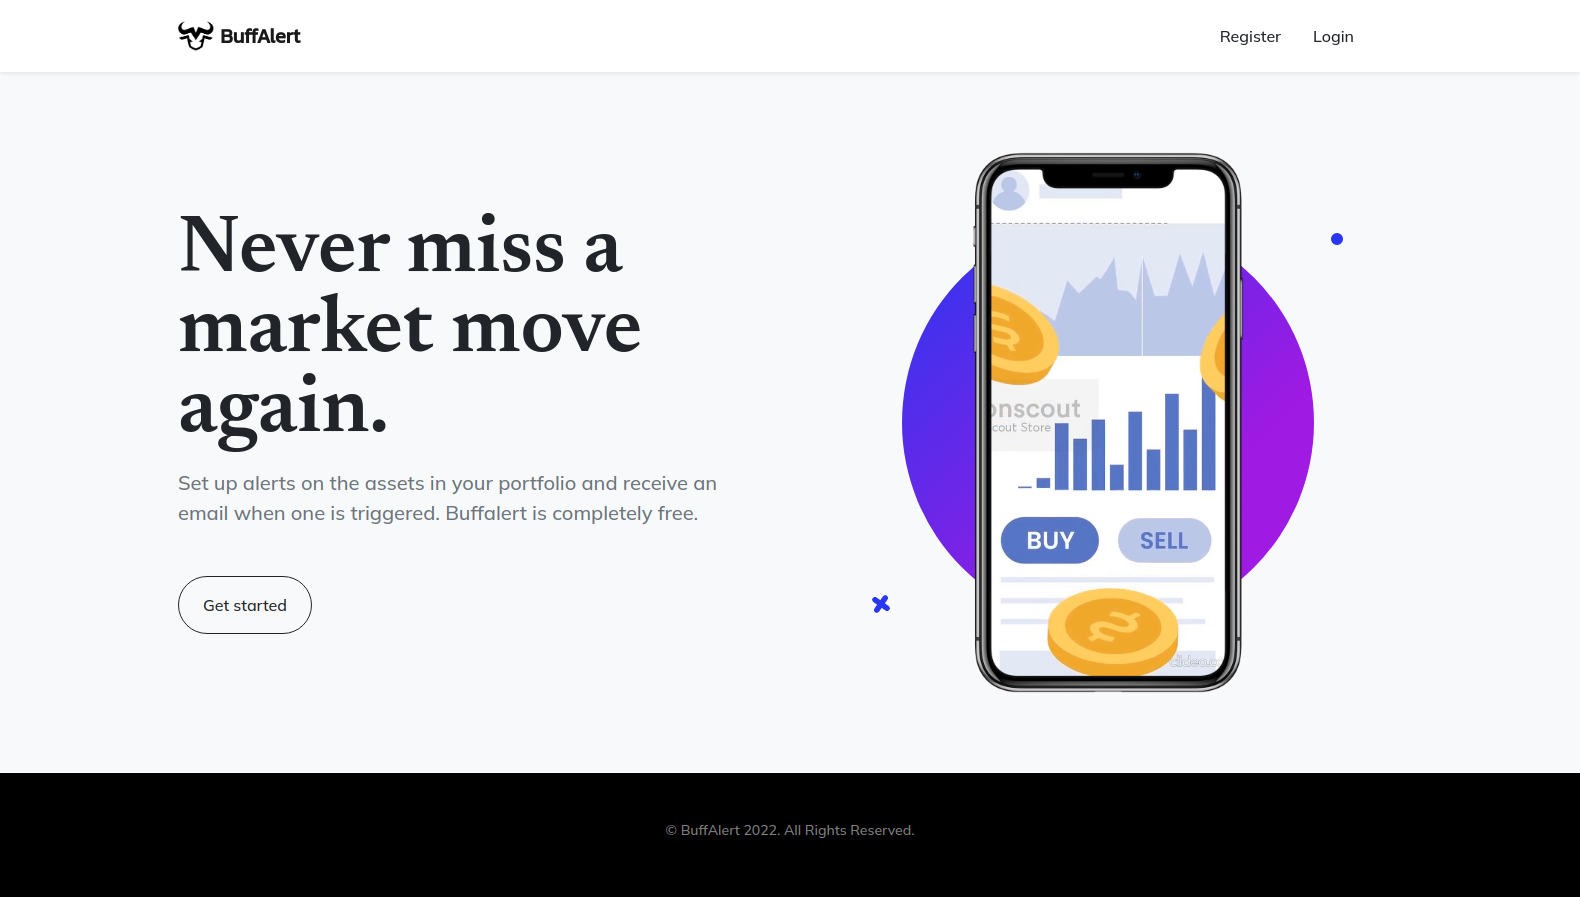 BuffAlert
Register
Login
Never miss a
market move
again.
Set up alerts on the assets in your portfolio and receive an
email when one is triggered. Buffalert is completely free.
Get started
onscout
cout Store
BUY
SELL
© BuffAlert 2022. All Rights Reserved.